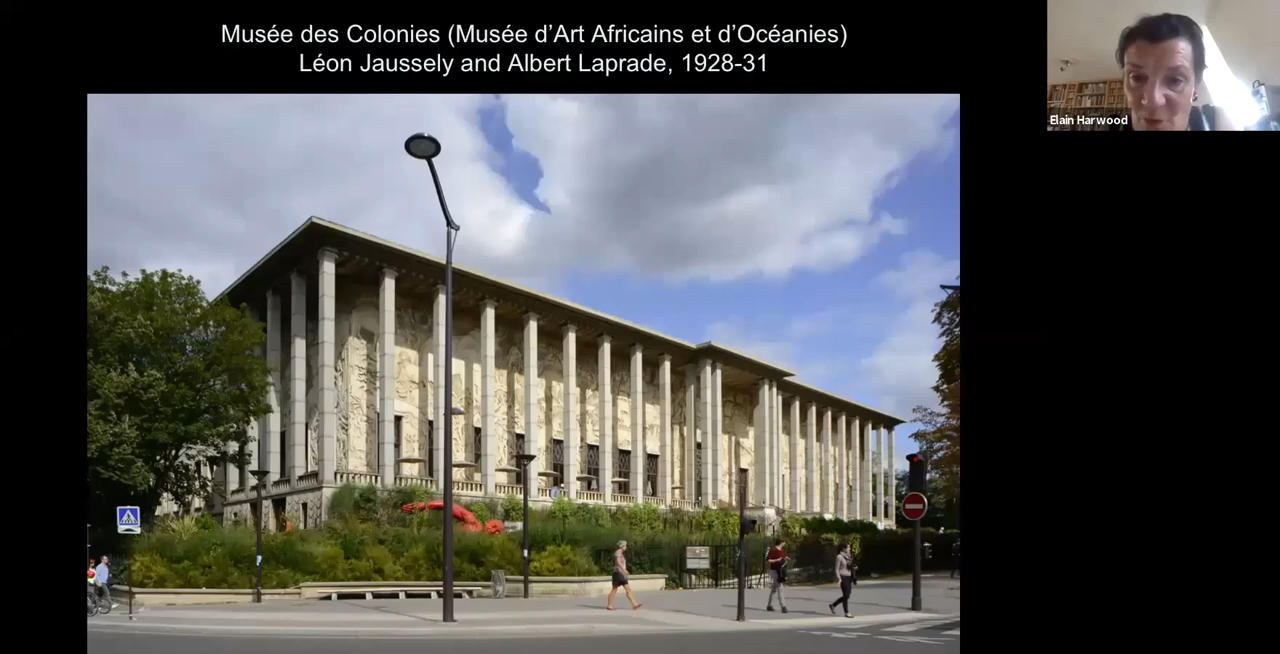 Musée des Colonies (Musée d’Art Africains et d’Océanies)
Léon Jaussely and Albert Laprade, 1928-31
Elain Harwood